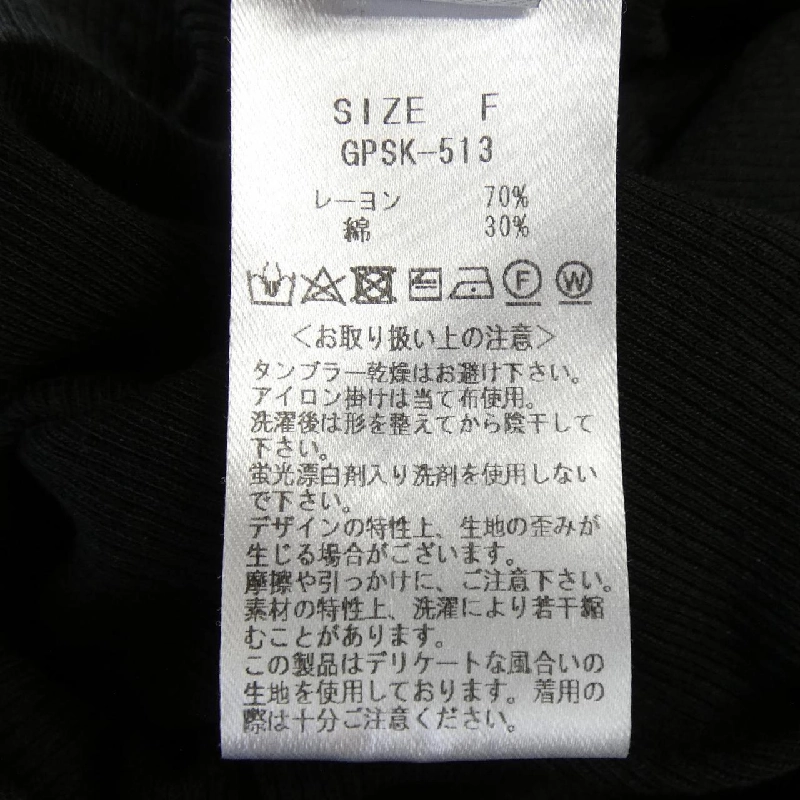 SIZE F
GPSK-513
レーヨン 70%
綿 30%
F W
＜お取り扱い上の注意＞
タンブラー乾燥はお避け下さい。
アイロン掛けは当て布使用。
洗濯後は形を整えてから陰干して
下さい。
蛍光漂白剤入り洗剤を使用しない
で下さい。
デザインの特性上、生地の歪みが
生じる場合がございます。
摩擦や引っかけに、ご注意下さい。
素材の特性上、洗濯により若干縮
むことがあります。
この製品はデリケートな風合いの
生地を使用しております。着用の
際は十分ご注意ください。